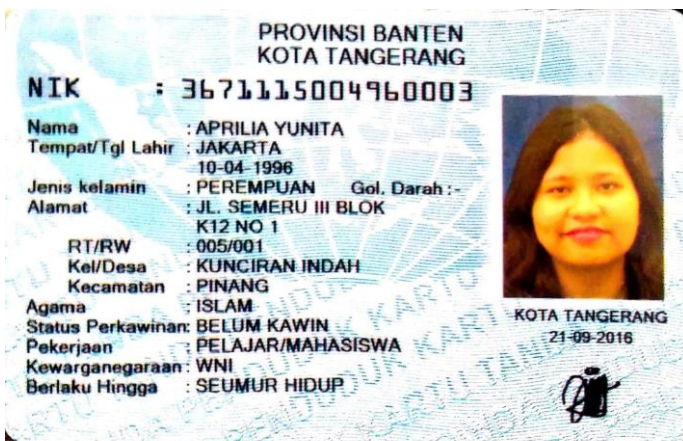 PROVINSI BANTEN
KOTA TANGERANG
NIK : 3671115004960003
Nama : APRILIA YUNITA
Tempat/Tgl Lahir : JAKARTA
10-04-1996
Jenis kelamin : PEREMPUAN Gol. Darah :-
Alamat : JL. SEMERU III BLOK
K12 NO 1
RT/RW : 005/001
Kel/Desa : KUNCIRAN INDAH
Kecamatan : PINANG
Agama : ISLAM
Status Perkawinan: BELUM KAWIN
Pekerjaan : PELAJAR/MAHASISWA
Kewarganegaraan : WNI
Berlaku Hingga : SEUMUR HIDUP
KOTA TANGERANG
21-09-2016